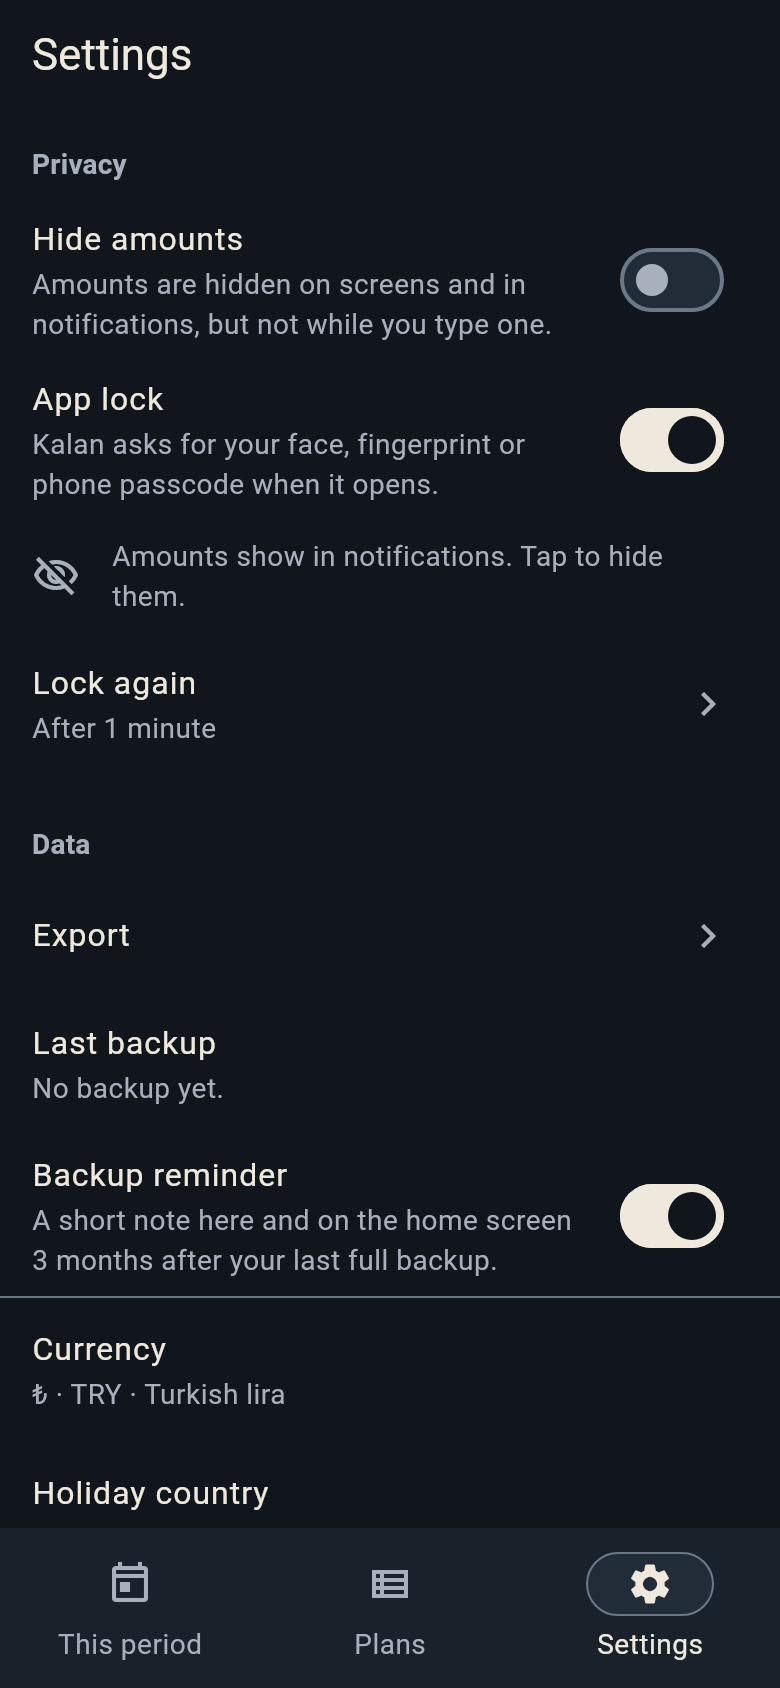 Settings
Privacy
Hide amounts
Amounts are hidden on screens and in
notifications, but not while you type one.
App lock
Kalan asks for your face, fingerprint or
phone passcode when it opens.
Amounts show in notifications. Tap to hide
them.
Lock again
After 1 minute
Data
Export
Last backup
No backup yet.
Backup reminder
A short note here and on the home screen
3 months after your last full backup.
Currency
₺ · TRY · Turkish lira
Holiday country
This period
Plans
Settings